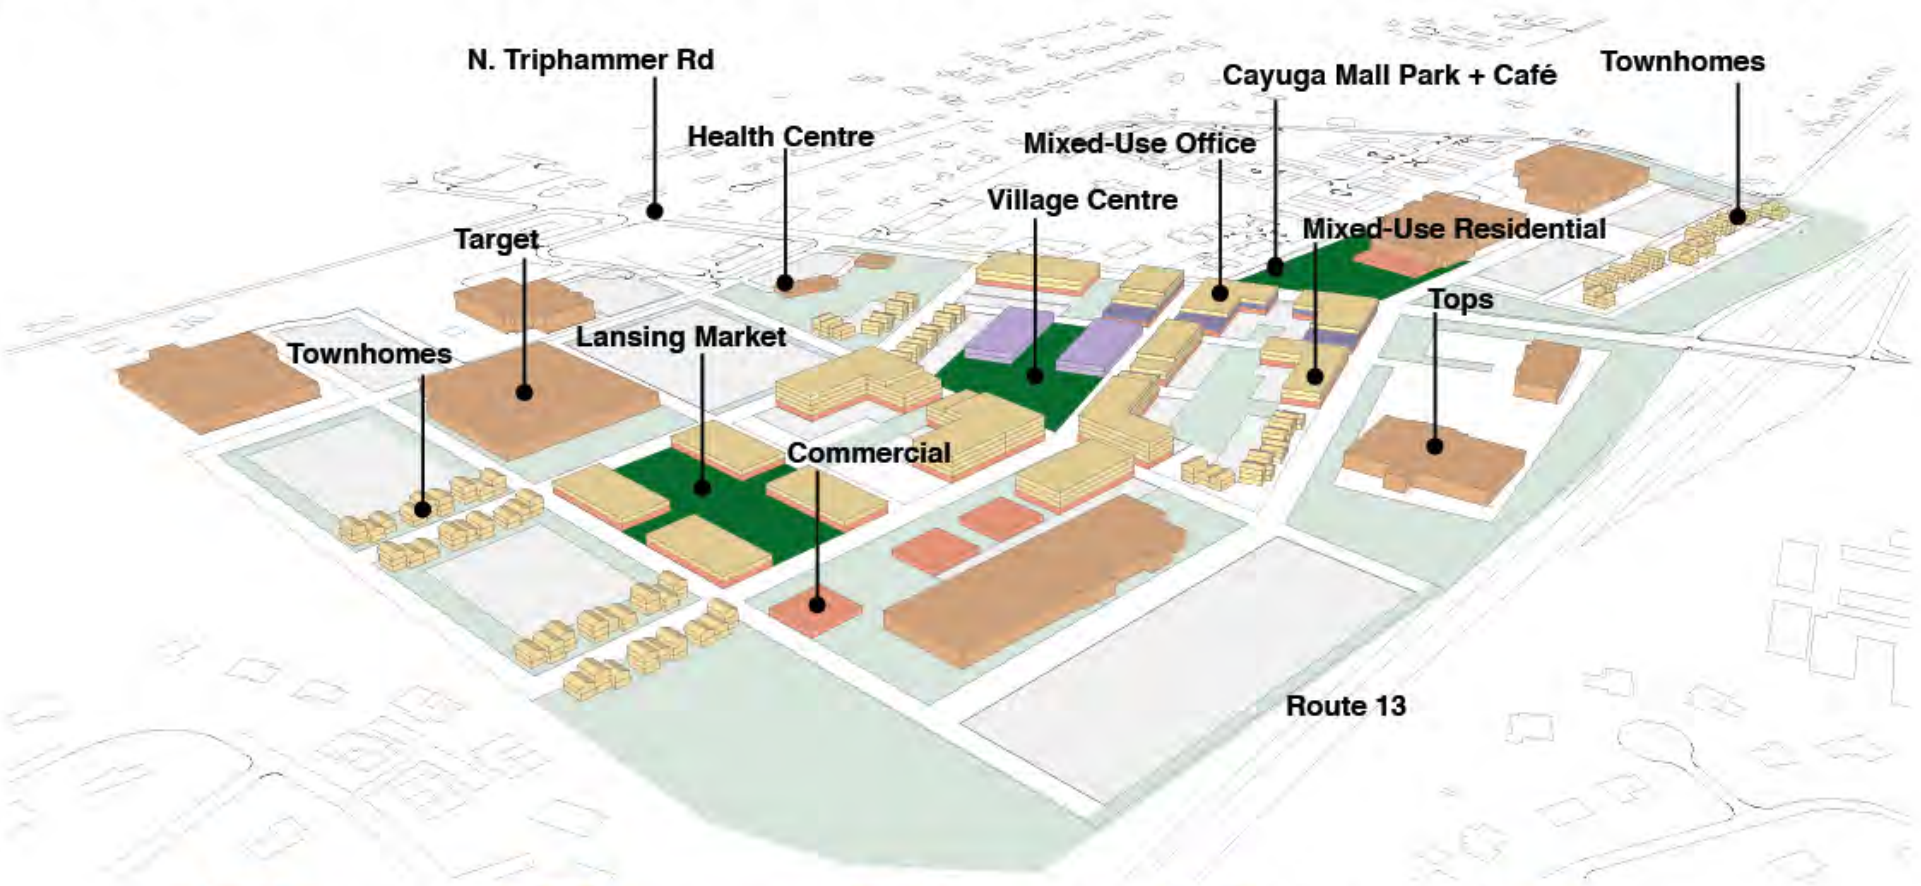 N. Triphammer Rd
Townhomes
Cayuga Mall Park + Café
Health Centre
Mixed-Use Office
Village Centre
Mixed-Use Residential
Target
Tops
Lansing Market
Townhomes
Commercial
Route 13